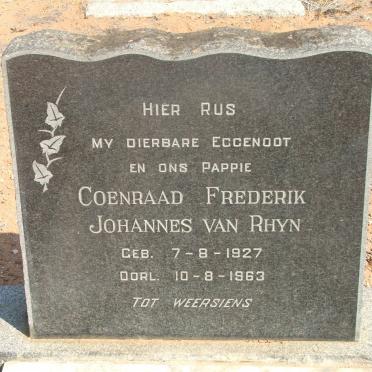 HIER RUS
MY DIERBARE EGGENOOT
EN ONS PAPPIE
COENRAAD FREDERIK
JOHANNES VAN RHYN
GEB. 7-8-1927
OORL. 10-8-1963
TOT WEERSIENS